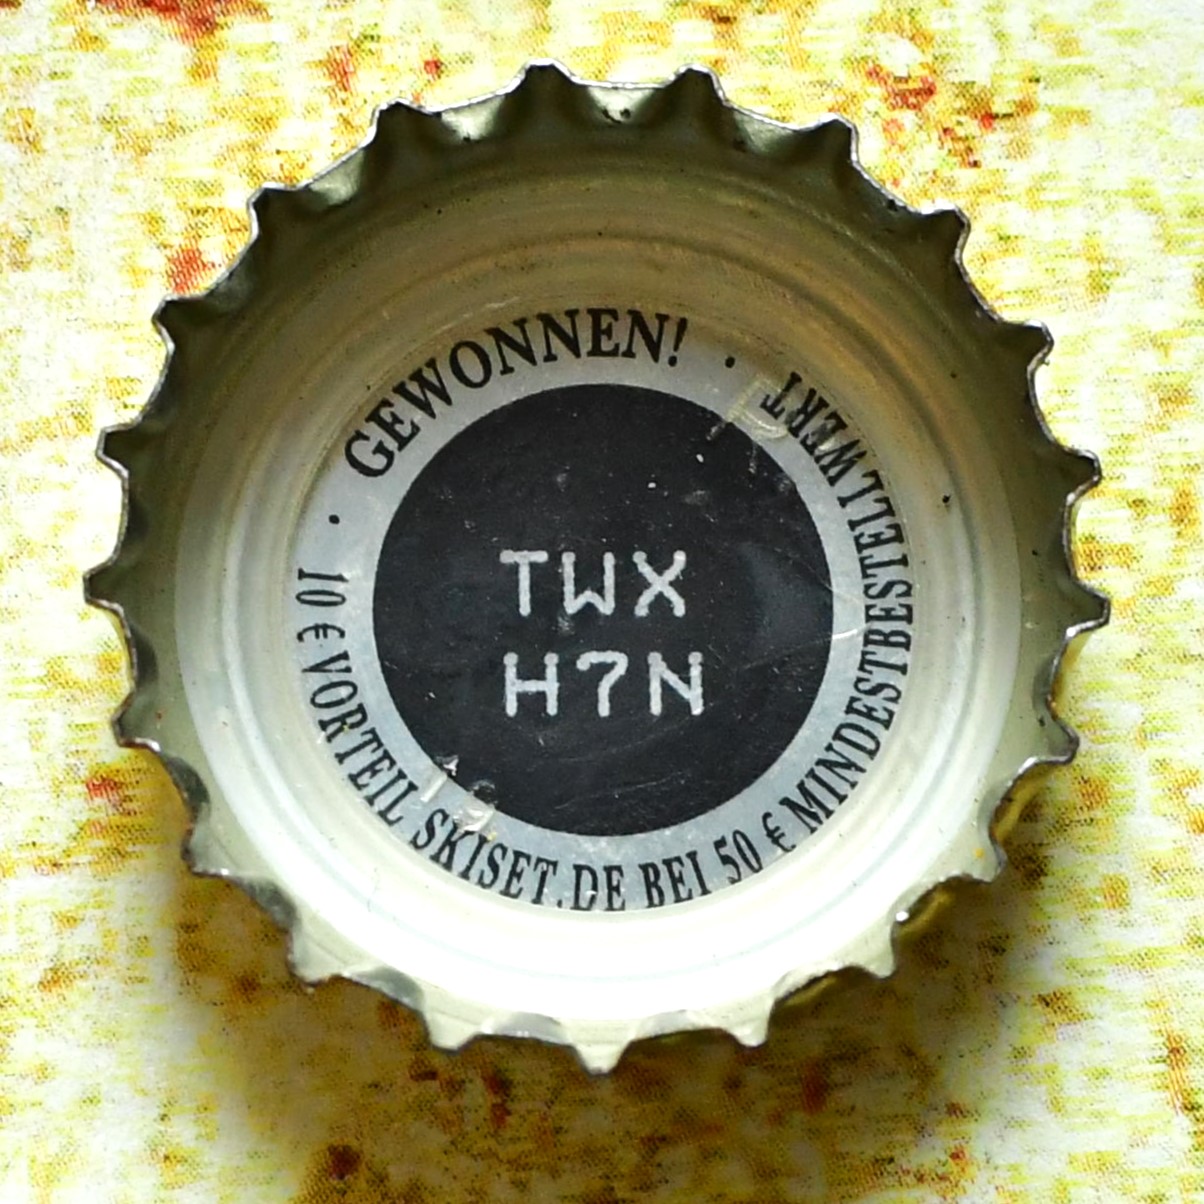 GEWONNEN!
TWX
H7N
· 10 € VORTEIL SKISET.DE BEI 50 € MINDESTBESTELLWERT ·